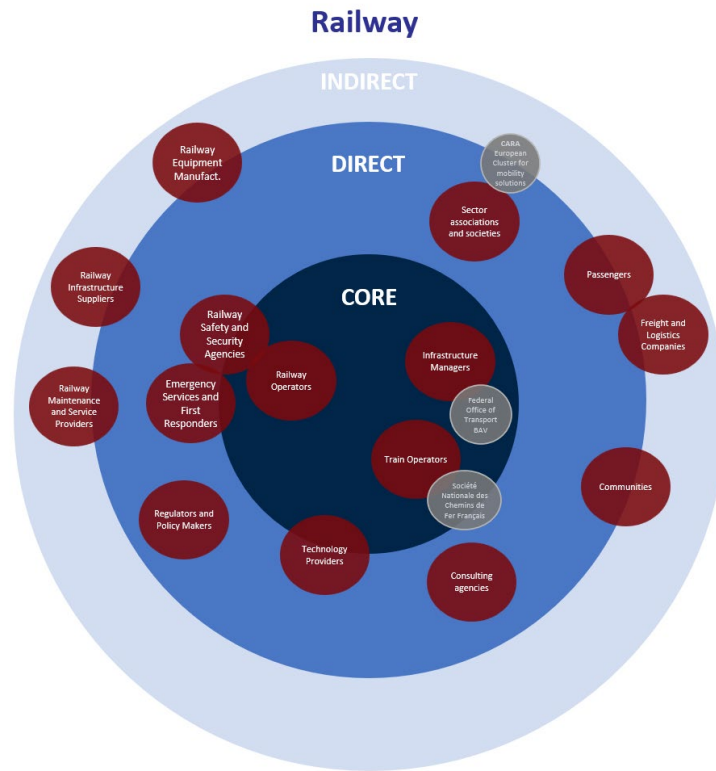 Railway
INDIRECT
DIRECT
CORE
Railway
Equipment
Manufact.
CARA
European
Cluster for
mobility
solutions
Sector
associations
and societies
Railway
Infrastructure
Suppliers
Passengers
Freight and
Logistics
Companies
Railway
Safety and
Security
Agencies
Railway
Operators
Infrastructure
Managers
Railway
Maintenance
and Service
Providers
Emergency
Services and
First
Responders
Federal
Office of
Transport
BAV
Train Operators
Société
Nationale des
Chemins de
Fer Français
Communities
Regulators and
Policy Makers
Technology
Providers
Consulting
agencies